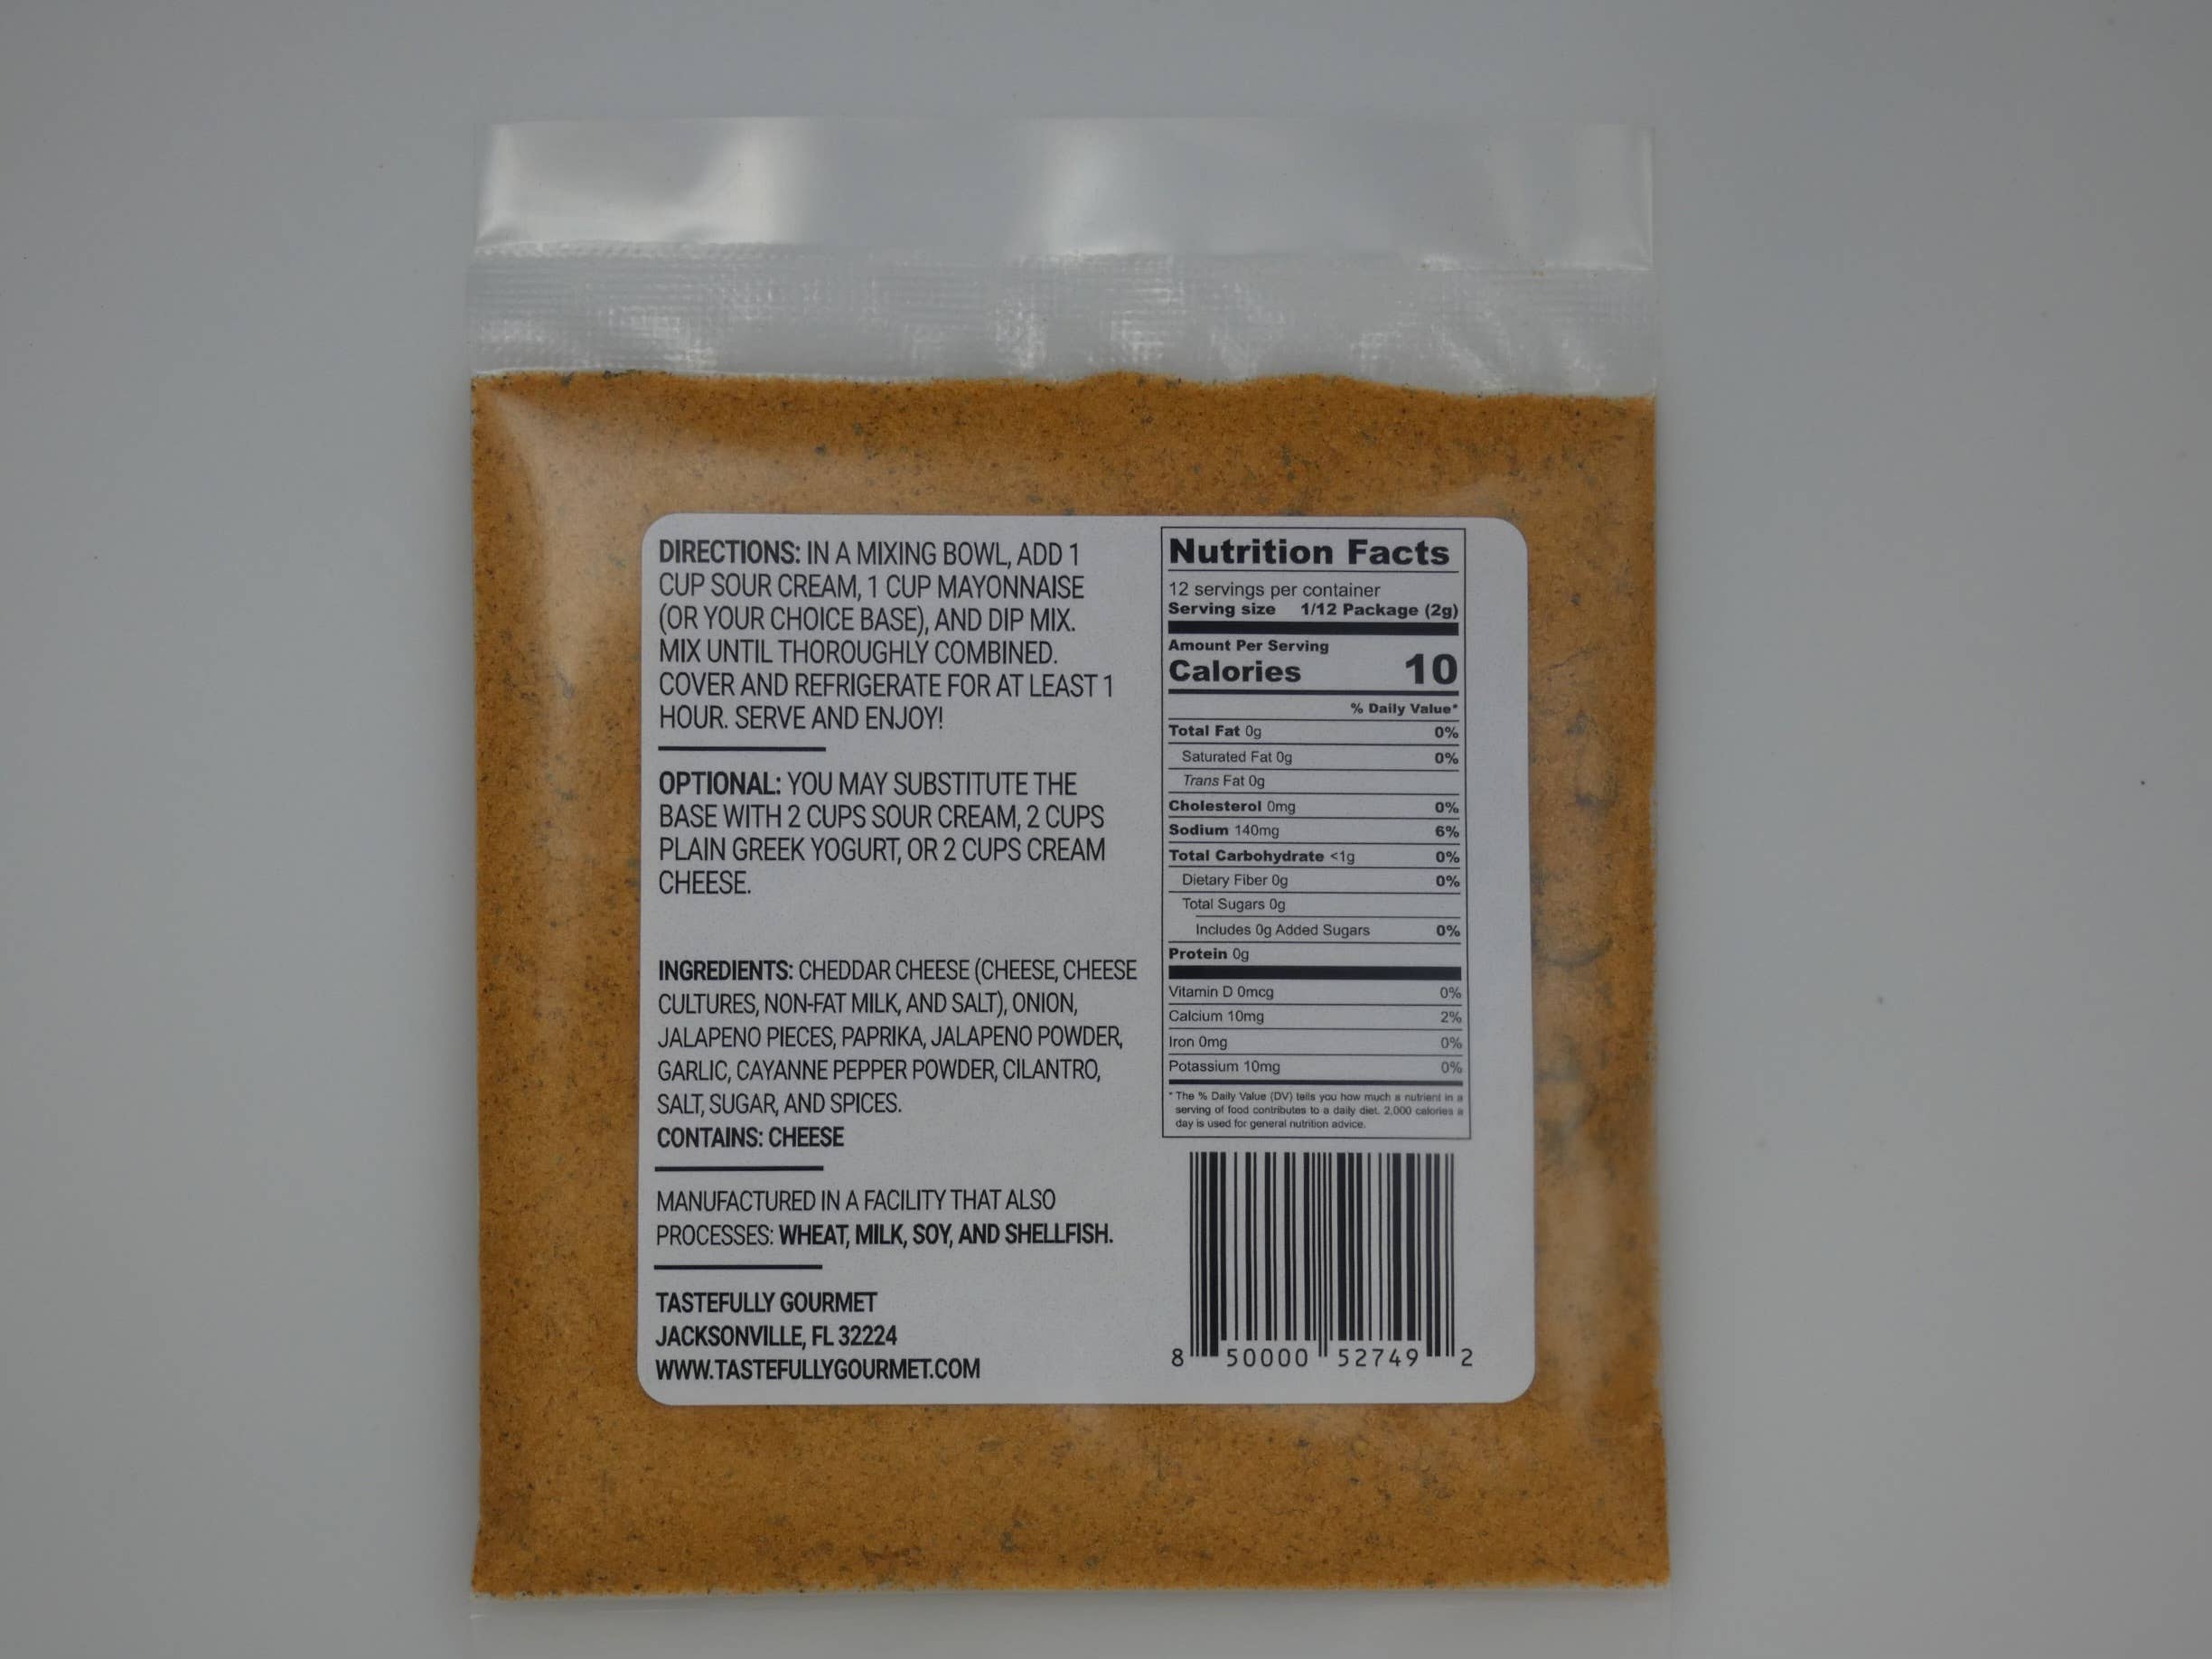 DIRECTIONS: IN A MIXING BOWL, ADD 1
CUP SOUR CREAM, 1 CUP MAYONNAISE
(OR YOUR CHOICE BASE), AND DIP MIX.
MIX UNTIL THOROUGHLY COMBINED.
COVER AND REFRIGERATE FOR AT LEAST 1
HOUR. SERVE AND ENJOY!
OPTIONAL: YOU MAY SUBSTITUTE THE
BASE WITH 2 CUPS SOUR CREAM, 2 CUPS
PLAIN GREEK YOGURT, OR 2 CUPS CREAM
CHEESE.
INGREDIENTS: CHEDDAR CHEESE (CHEESE, CHEESE
CULTURES, NON-FAT MILK, AND SALT), ONION,
JALAPENO PIECES, PAPRIKA, JALAPENO POWDER,
GARLIC, CAYANNE PEPPER POWDER, CILANTRO,
SALT, SUGAR, AND SPICES.
CONTAINS: CHEESE
MANUFACTURED IN A FACILITY THAT ALSO
PROCESSES: WHEAT, MILK, SOY, AND SHELLFISH.
TASTEFULLY GOURMET
JACKSONVILLE, FL 32224
WWW.TASTEFULLYGOURMET.COM
Nutrition Facts
12 servings per container
Serving size 1/12 Package (2g)
Amount Per Serving
Calories 10
% Daily Value*
Total Fat 0g 0%
Saturated Fat 0g 0%
Trans Fat 0g
Cholesterol 0mg 0%
Sodium 140mg 6%
Total Carbohydrate <1g 0%
Dietary Fiber 0g 0%
Total Sugars 0g
Includes 0g Added Sugars 0%
Protein 0g
Vitamin D 0mcg 0%
Calcium 10mg 2%
Iron 0mg 0%
Potassium 10mg 0%
* The % Daily Value (DV) tells you how much a nutrient in a
serving of food contributes to a daily diet. 2,000 calories a
day is used for general nutrition advice.
8 50000 52749 2